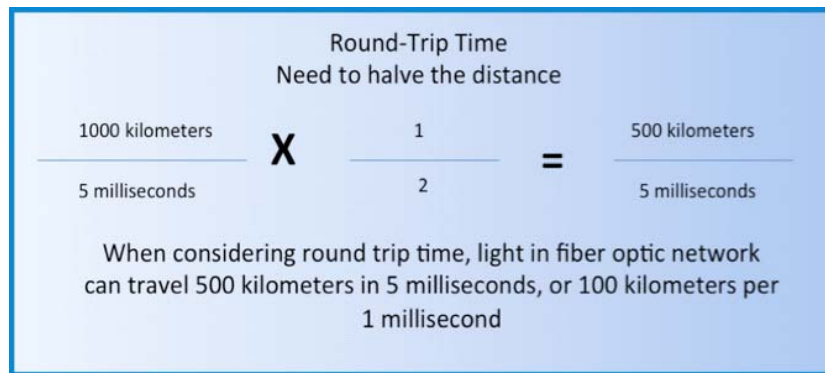 Round-Trip Time
Need to halve the distance
1000 kilometers
5 milliseconds
X
1
2
=
500 kilometers
5 milliseconds
When considering round trip time, light in fiber optic network
can travel 500 kilometers in 5 milliseconds, or 100 kilometers per
1 millisecond